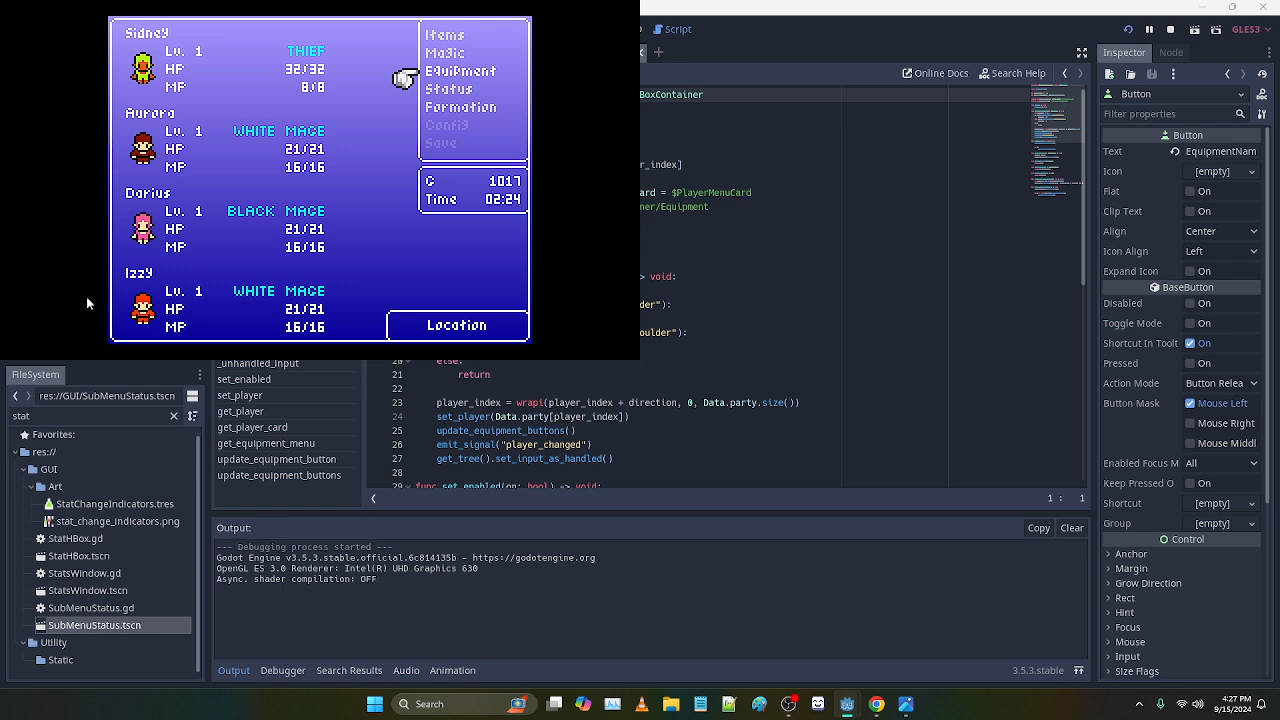 Sidney
Lv. 1 THIEF
HP 32/32
MP 8/8
Aurora
Lv. 1 WHITE MAGE
HP 21/21
MP 16/16
Darius
Lv. 1 BLACK MAGE
HP 21/21
MP 16/16
Izzy
Lv. 1 WHITE MAGE
HP 21/21
MP 16/16
Items
Magic
Equipment
Status
Formation
Config
Save
G 1017
Time 02:24
Location
Script
GLES3
Online Docs
Search Help
BoxContainer
_index]
card = $PlayerMenuCard
ner/Equipment
> void:
der"):
oulder"):
20 else:
21 return
22
23 player_index = wrapi(player_index + direction, 0, Data.party.size())
24 set_player(Data.party[player_index])
25 update_equipment_buttons()
26 emit_signal("player_changed")
27 get_tree().set_input_as_handled()
28
29 func set_enabled(on: bool) -> void:
1 : 1
_unhandled_input
set_enabled
set_player
get_player
get_player_card
get_equipment_menu
update_equipment_button
update_equipment_buttons
FileSystem
res://GUI/SubMenuStatus.tscn
stat
Favorites:
res://
GUI
Art
StatChangeIndicators.tres
stat_change_indicators.png
StatHBox.gd
StatHBox.tscn
StatsWindow.gd
StatsWindow.tscn
SubMenuStatus.gd
SubMenuStatus.tscn
Utility
Static
Output:
Copy
Clear
--- Debugging process started ---
Godot Engine v3.5.3.stable.official.6c814135b - https://godotengine.org
OpenGL ES 3.0 Renderer: Intel(R) UHD Graphics 630
Async. shader compilation: OFF
Output Debugger Search Results Audio Animation
3.5.3.stable
Inspector
Node
Button
Filter properties
Button
Text EquipmentNam
Icon [empty]
Flat On
Clip Text On
Align Center
Icon Align Left
Expand Icon On
BaseButton
Disabled On
Toggle Mode On
Shortcut In Toolt On
Pressed On
Action Mode Button Relea
Button Mask Mouse Left
Mouse Right
Mouse Middl
Enabled Focus M All
Keep Pressed O On
Shortcut [empty]
Group [empty]
Control
Anchor
Margin
Grow Direction
Rect
Hint
Focus
Mouse
Input
Size Flags
Search
4:27 PM
9/15/2024